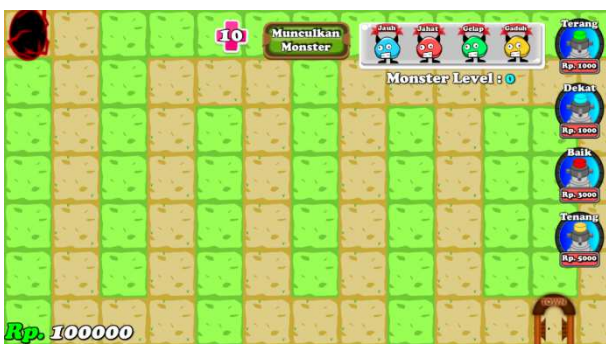 10
Munculkan
Monster
Jauh Jahat Gelap Gaduh
Monster Level : 0
Terang
Rp. 1000
Dekat
Rp. 1000
Baik
Rp. 3000
Tenang
Rp. 5000
TOWN
Rp. 100000